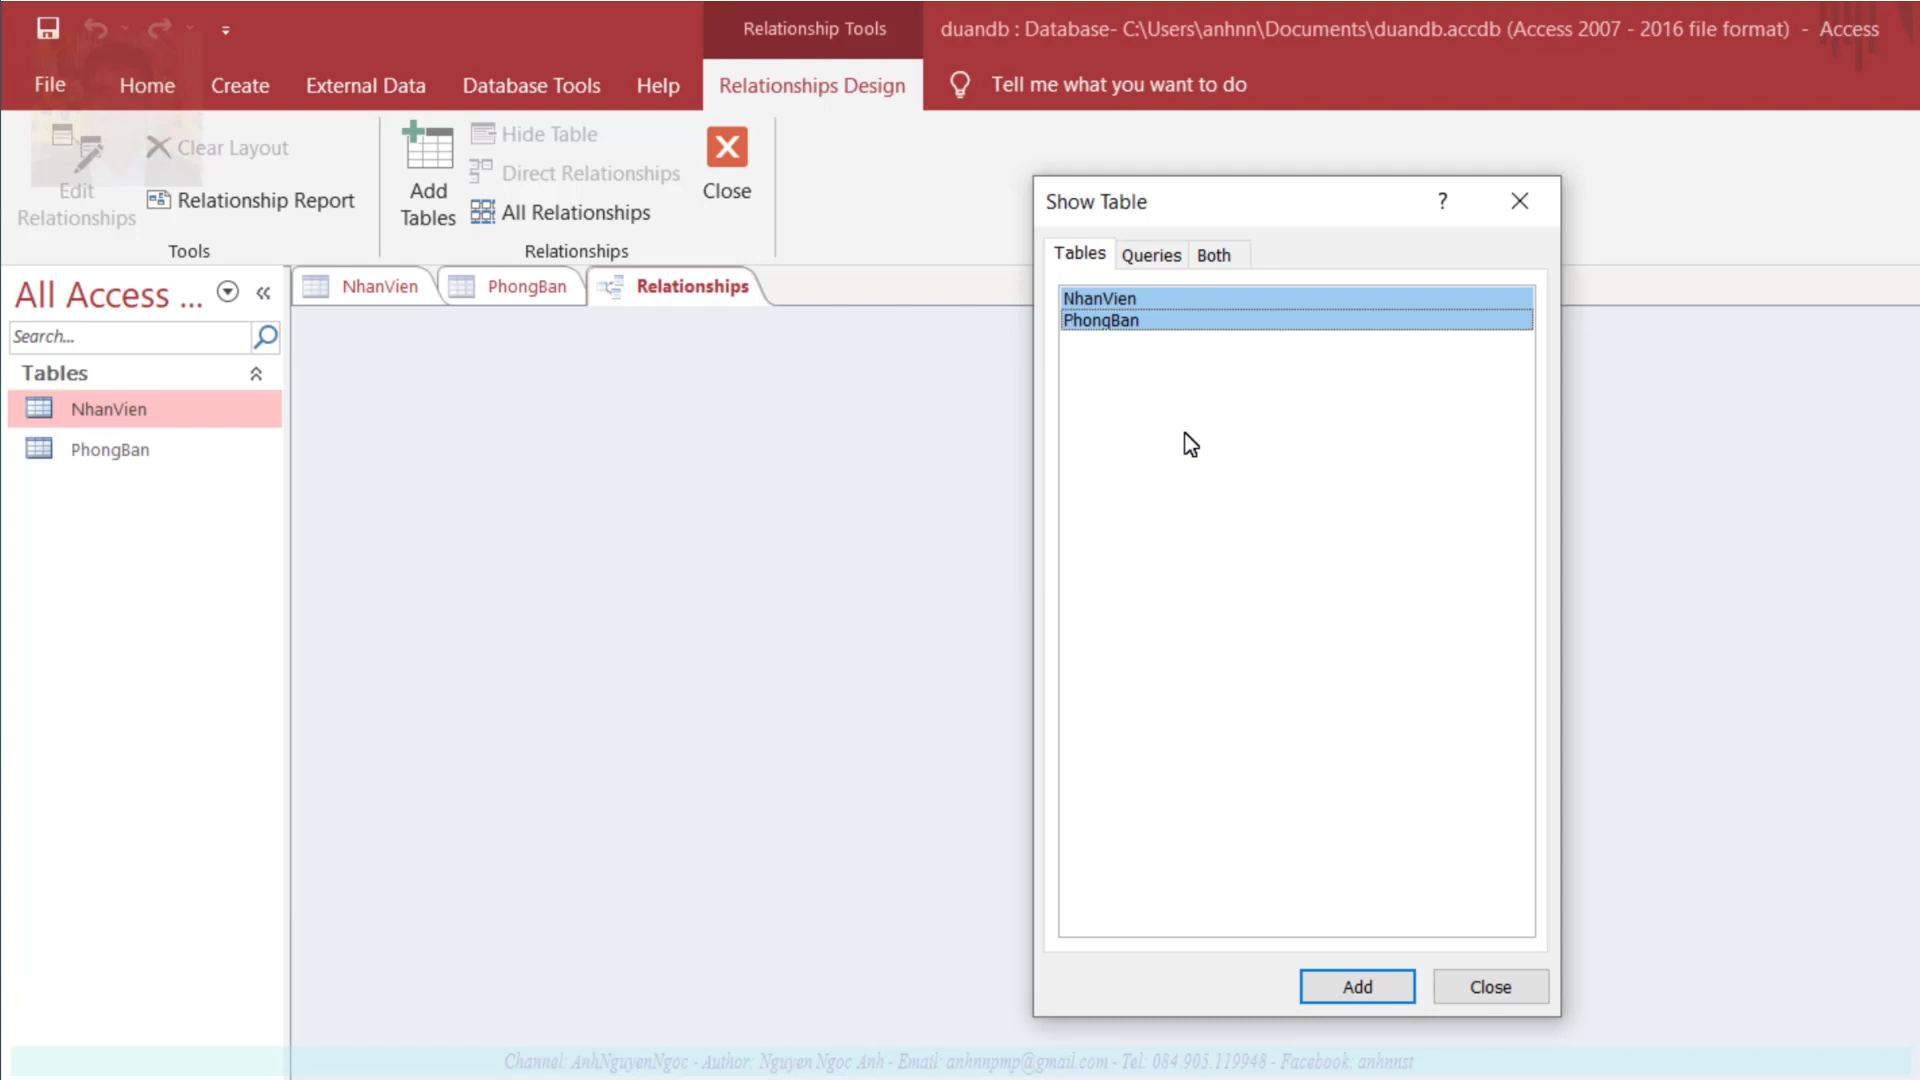 Relationship Tools
duandb : Database- C:\Users\anhnn\Documents\duandb.accdb (Access 2007 - 2016 file format) - Access
File Home Create External Data Database Tools Help Relationships Design Tell me what you want to do
Edit Relationships
Clear Layout
Relationship Report
Tools
Add Tables
Hide Table
Direct Relationships
All Relationships
Relationships
Close
All Access ...
Search...
Tables
NhanVien
PhongBan
NhanVien PhongBan Relationships
Show Table ?
Tables Queries Both
NhanVien
PhongBan
Add Close
Channel: AnhNguyenNgoc - Author: Nguyen Ngoc Anh - Email: anhnnpmp@gmail.com - Tel: 084.905.119948 - Facebook: anhnnst